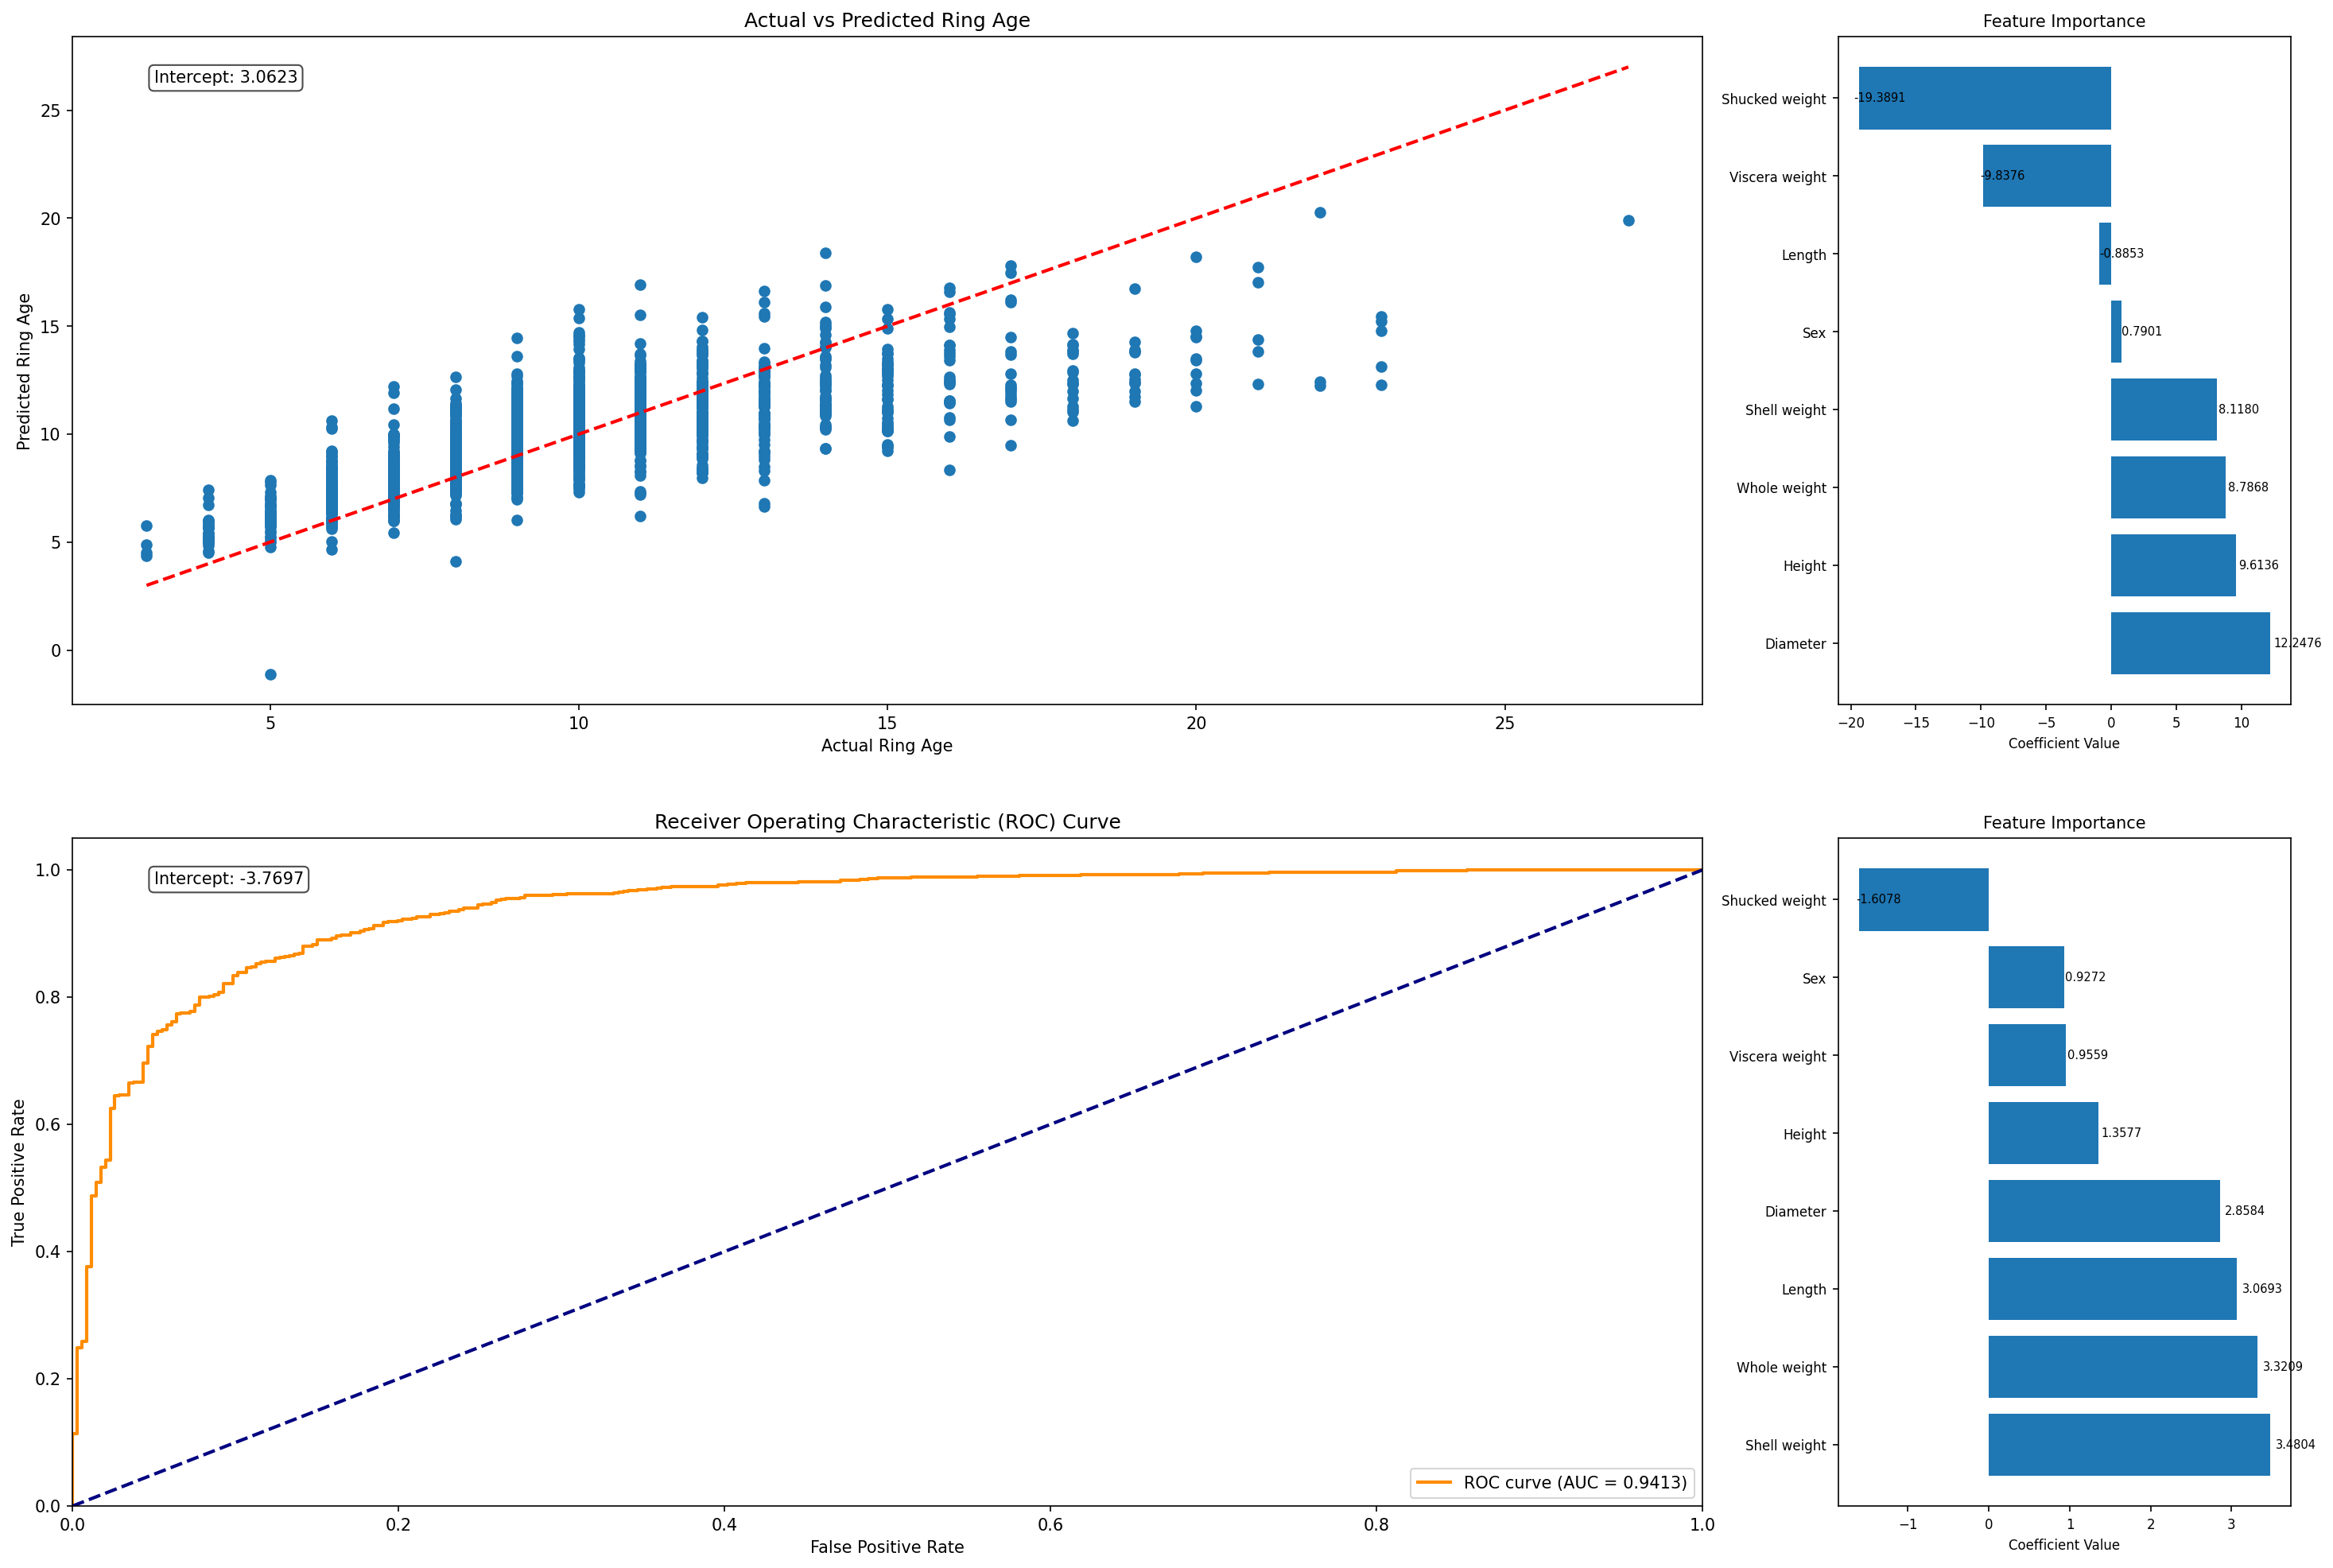 Actual vs Predicted Ring Age
Intercept: 3.0623
25
20
15
10
5
0
5
10
15
20
25
Predicted Ring Age
Actual Ring Age
Feature Importance
Shucked weight
-19.3891
Viscera weight
-9.8376
Length
-0.8853
Sex
0.7901
Shell weight
8.1180
Whole weight
8.7868
Height
9.6136
Diameter
12.2476
−20
−15
−10
−5
0
5
10
Coefficient Value
Receiver Operating Characteristic (ROC) Curve
Intercept: -3.7697
1.0
0.8
0.6
0.4
0.2
0.0
0.0
0.2
0.4
0.6
0.8
1.0
True Positive Rate
False Positive Rate
ROC curve (AUC = 0.9413)
Feature Importance
Shucked weight
-1.6078
Sex
0.9272
Viscera weight
0.9559
Height
1.3577
Diameter
2.8584
Length
3.0693
Whole weight
3.3209
Shell weight
3.4804
−1
0
1
2
3
Coefficient Value